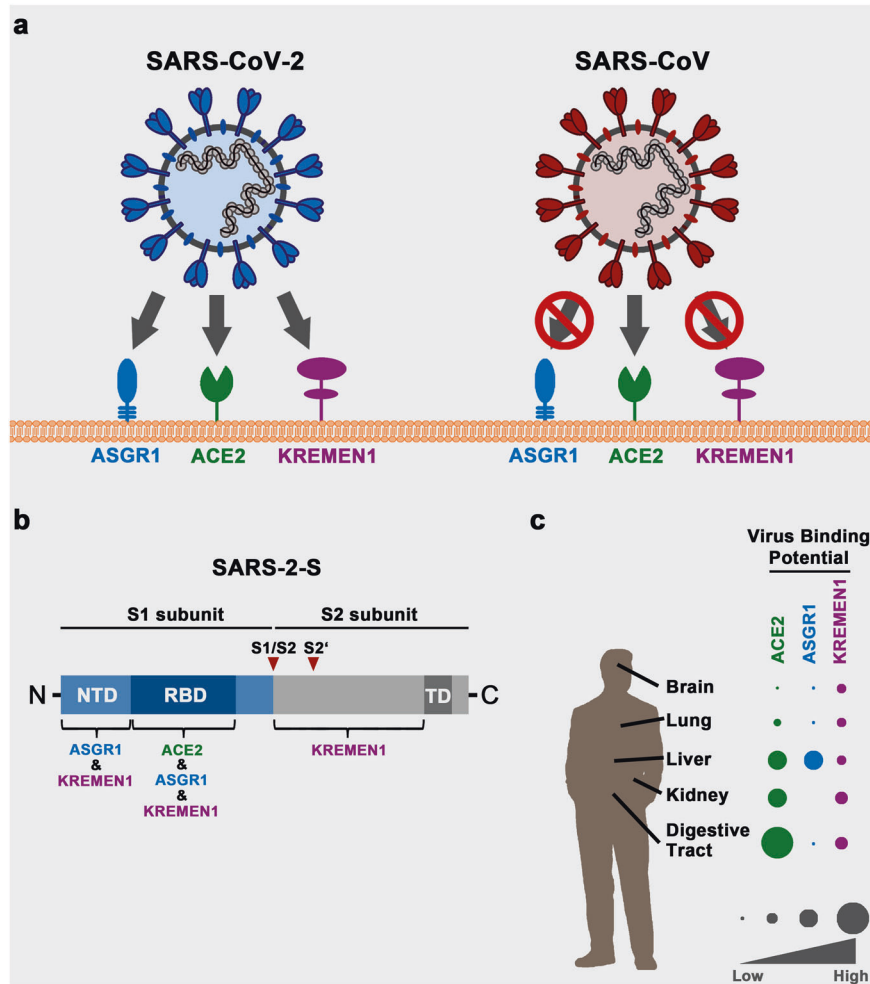 a
SARS-CoV-2
SARS-CoV
ASGR1
ACE2
KREMEN1
ASGR1
ACE2
KREMEN1
b
SARS-2-S
S1 subunit
S2 subunit
S1/S2
S2‘
N
NTD
RBD
TD
C
ASGR1
&
KREMEN1
ACE2
&
ASGR1
&
KREMEN1
KREMEN1
c
Virus Binding
Potential
ACE2
ASGR1
KREMEN1
Brain
Lung
Liver
Kidney
Digestive
Tract
Low
High